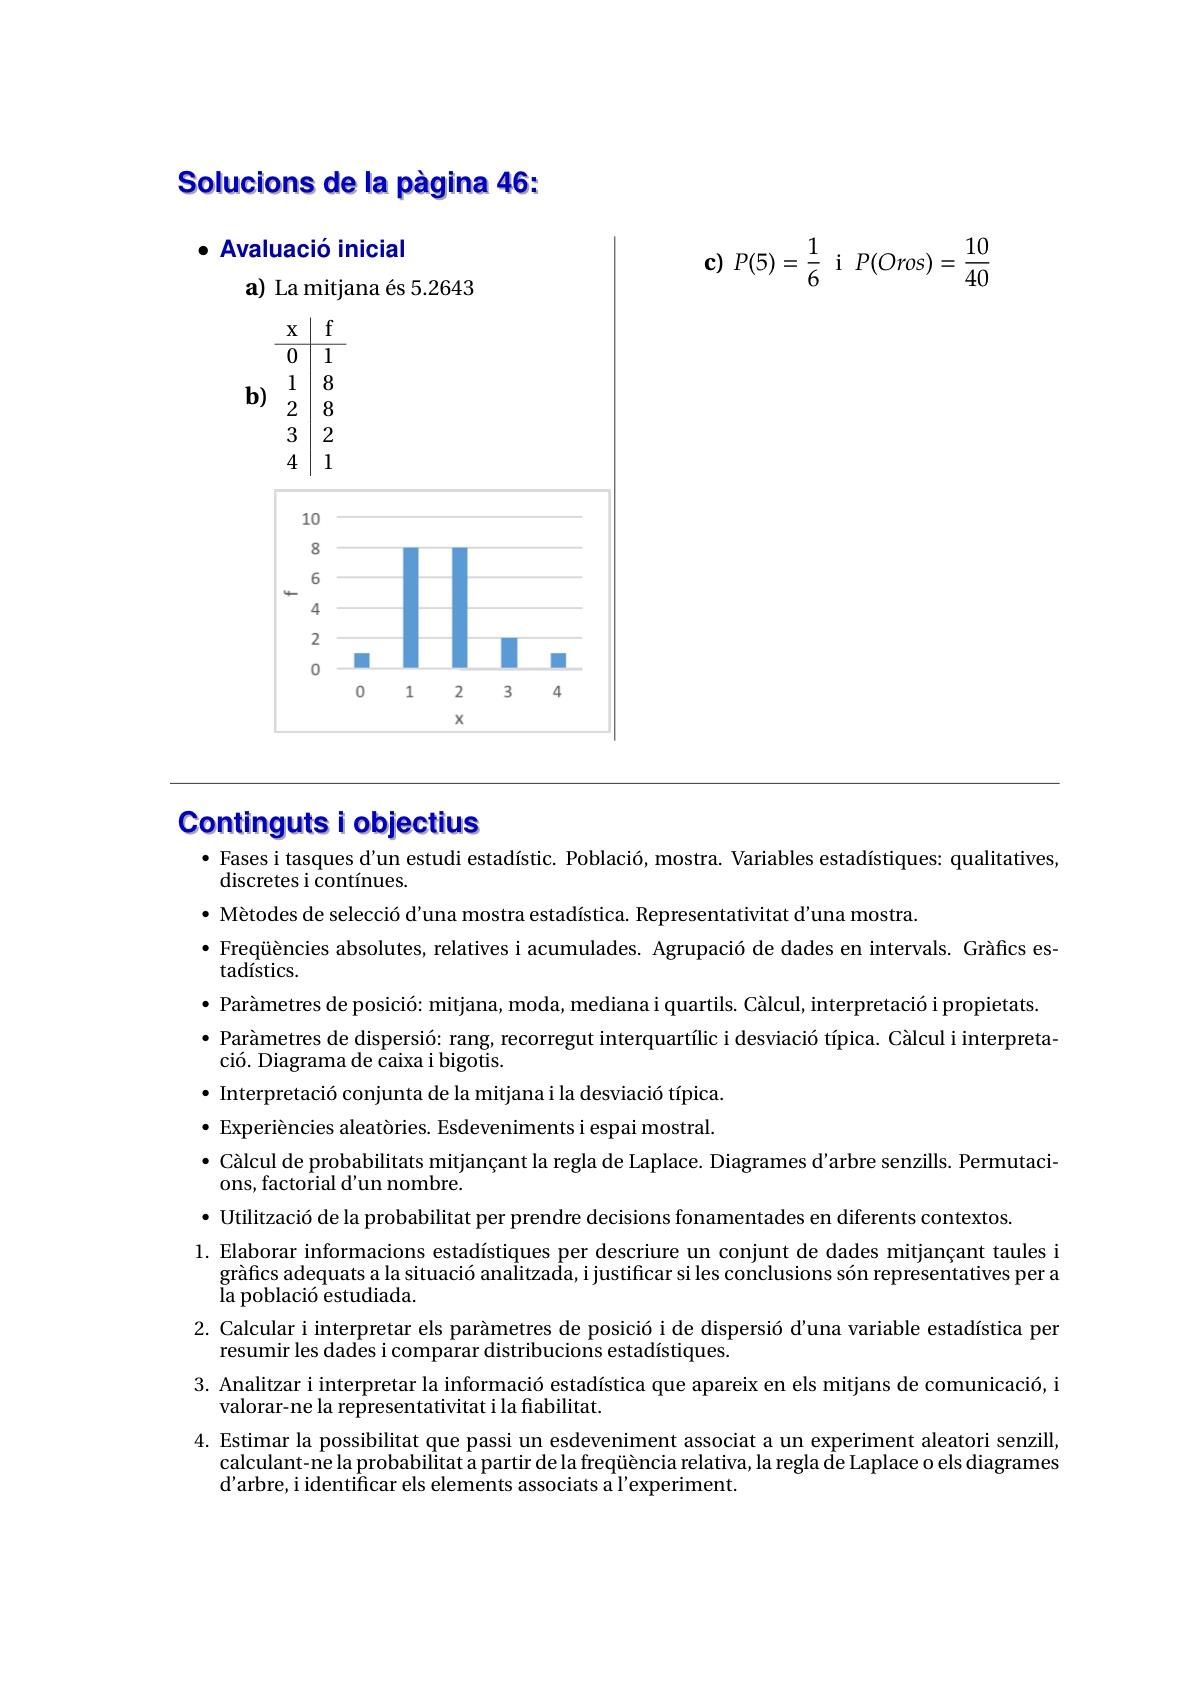 Solucions de la pàgina 46:
• Avaluació inicial
a) La mitjana és 5.2643
b)
x f
0 1
1 8
2 8
3 2
4 1
10
8
6
4
2
0
f
0 1 2 3 4
x
c) P(5) = 1/6 i P(Oros) = 10/40
Continguts i objectius
• Fases i tasques d'un estudi estadístic. Població, mostra. Variables estadístiques: qualitatives,
discretes i contínues.
• Mètodes de selecció d'una mostra estadística. Representativitat d'una mostra.
• Freqüències absolutes, relatives i acumulades. Agrupació de dades en intervals. Gràfics es-
tadístics.
• Paràmetres de posició: mitjana, moda, mediana i quartils. Càlcul, interpretació i propietats.
• Paràmetres de dispersió: rang, recorregut interquartílic i desviació típica. Càlcul i interpreta-
ció. Diagrama de caixa i bigotis.
• Interpretació conjunta de la mitjana i la desviació típica.
• Experiències aleatòries. Esdeveniments i espai mostral.
• Càlcul de probabilitats mitjançant la regla de Laplace. Diagrames d'arbre senzills. Permutaci-
ons, factorial d'un nombre.
• Utilització de la probabilitat per prendre decisions fonamentades en diferents contextos.
1. Elaborar informacions estadístiques per descriure un conjunt de dades mitjançant taules i
gràfics adequats a la situació analitzada, i justificar si les conclusions són representatives per a
la població estudiada.
2. Calcular i interpretar els paràmetres de posició i de dispersió d'una variable estadística per
resumir les dades i comparar distribucions estadístiques.
3. Analitzar i interpretar la informació estadística que apareix en els mitjans de comunicació, i
valorar-ne la representativitat i la fiabilitat.
4. Estimar la possibilitat que passi un esdeveniment associat a un experiment aleatori senzill,
calculant-ne la probabilitat a partir de la freqüència relativa, la regla de Laplace o els diagrames
d'arbre, i identificar els elements associats a l'experiment.